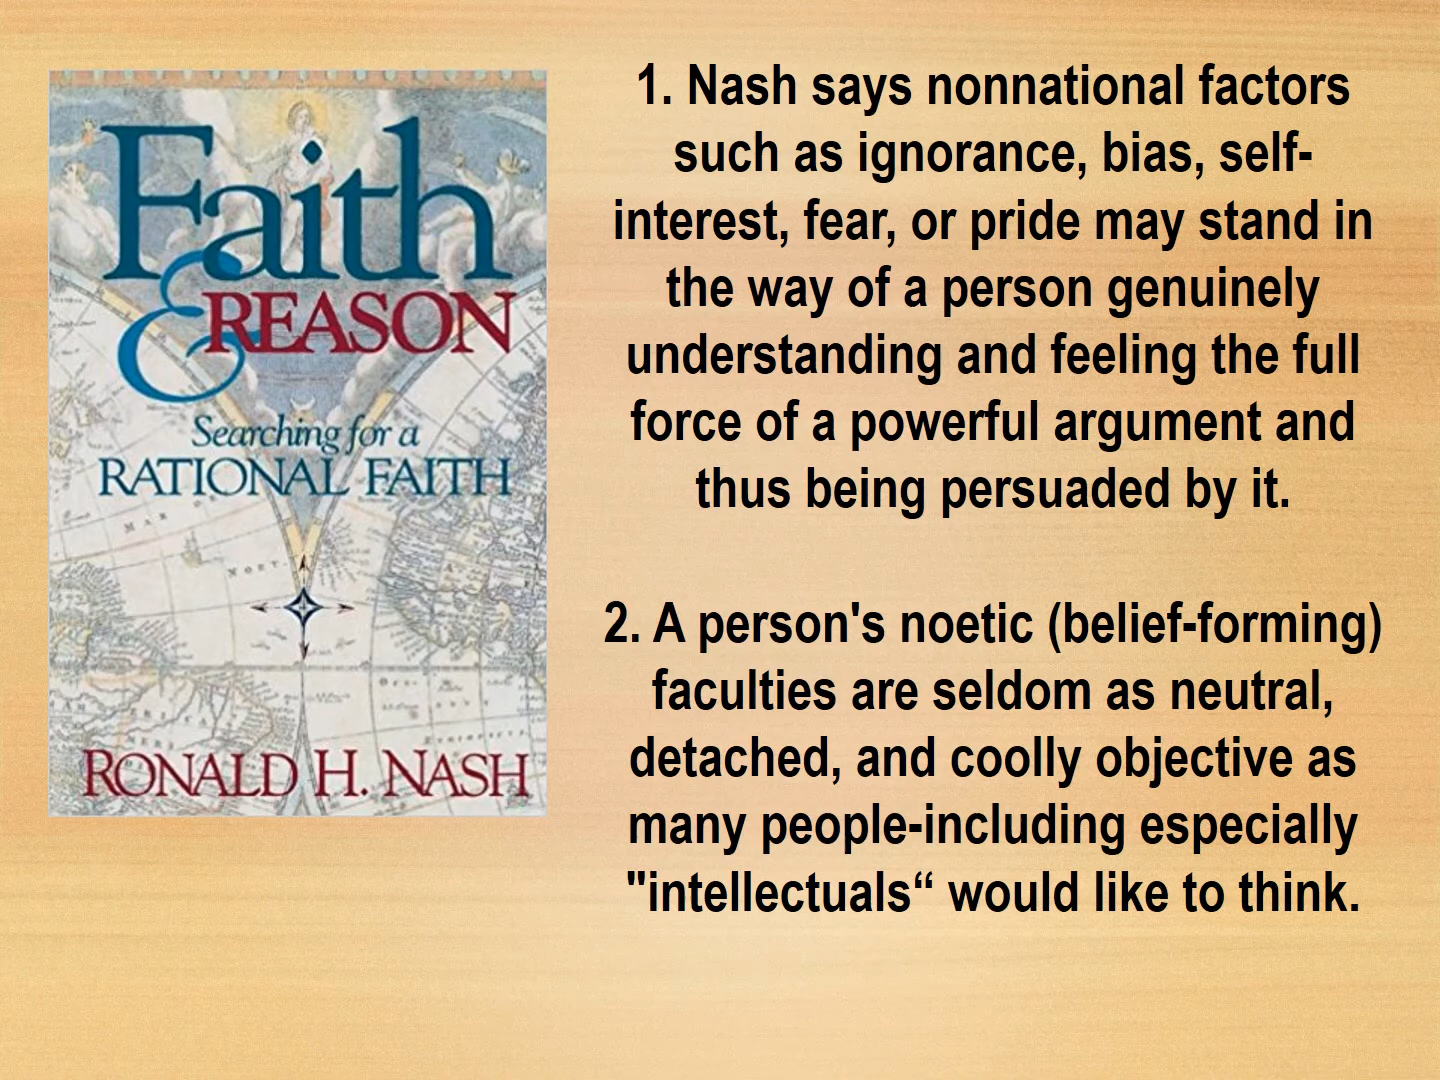 Faith
& REASON
Searching for a
RATIONAL FAITH
RONALD H. NASH
1. Nash says nonnational factors
such as ignorance, bias, self-
interest, fear, or pride may stand in
the way of a person genuinely
understanding and feeling the full
force of a powerful argument and
thus being persuaded by it.
2. A person's noetic (belief-forming)
faculties are seldom as neutral,
detached, and coolly objective as
many people-including especially
"intellectuals“ would like to think.